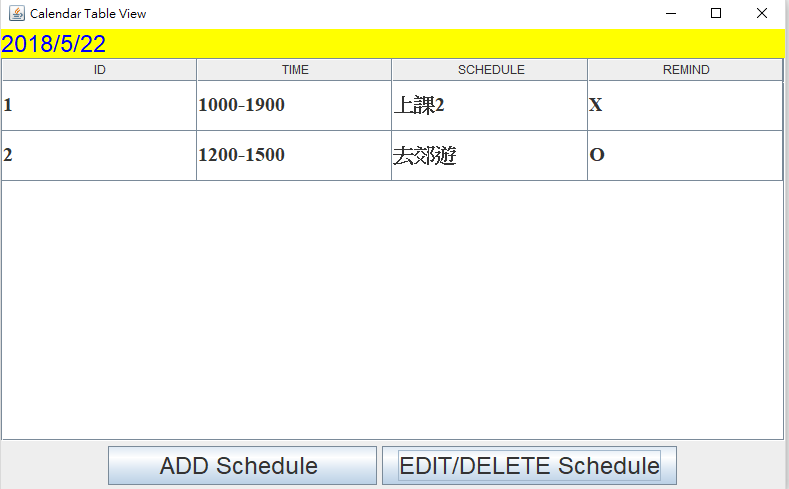 Calendar Table View
2018/5/22
ID TIME SCHEDULE REMIND
1 1000-1900 上課2 X
2 1200-1500 去郊遊 O
ADD Schedule EDIT/DELETE Schedule